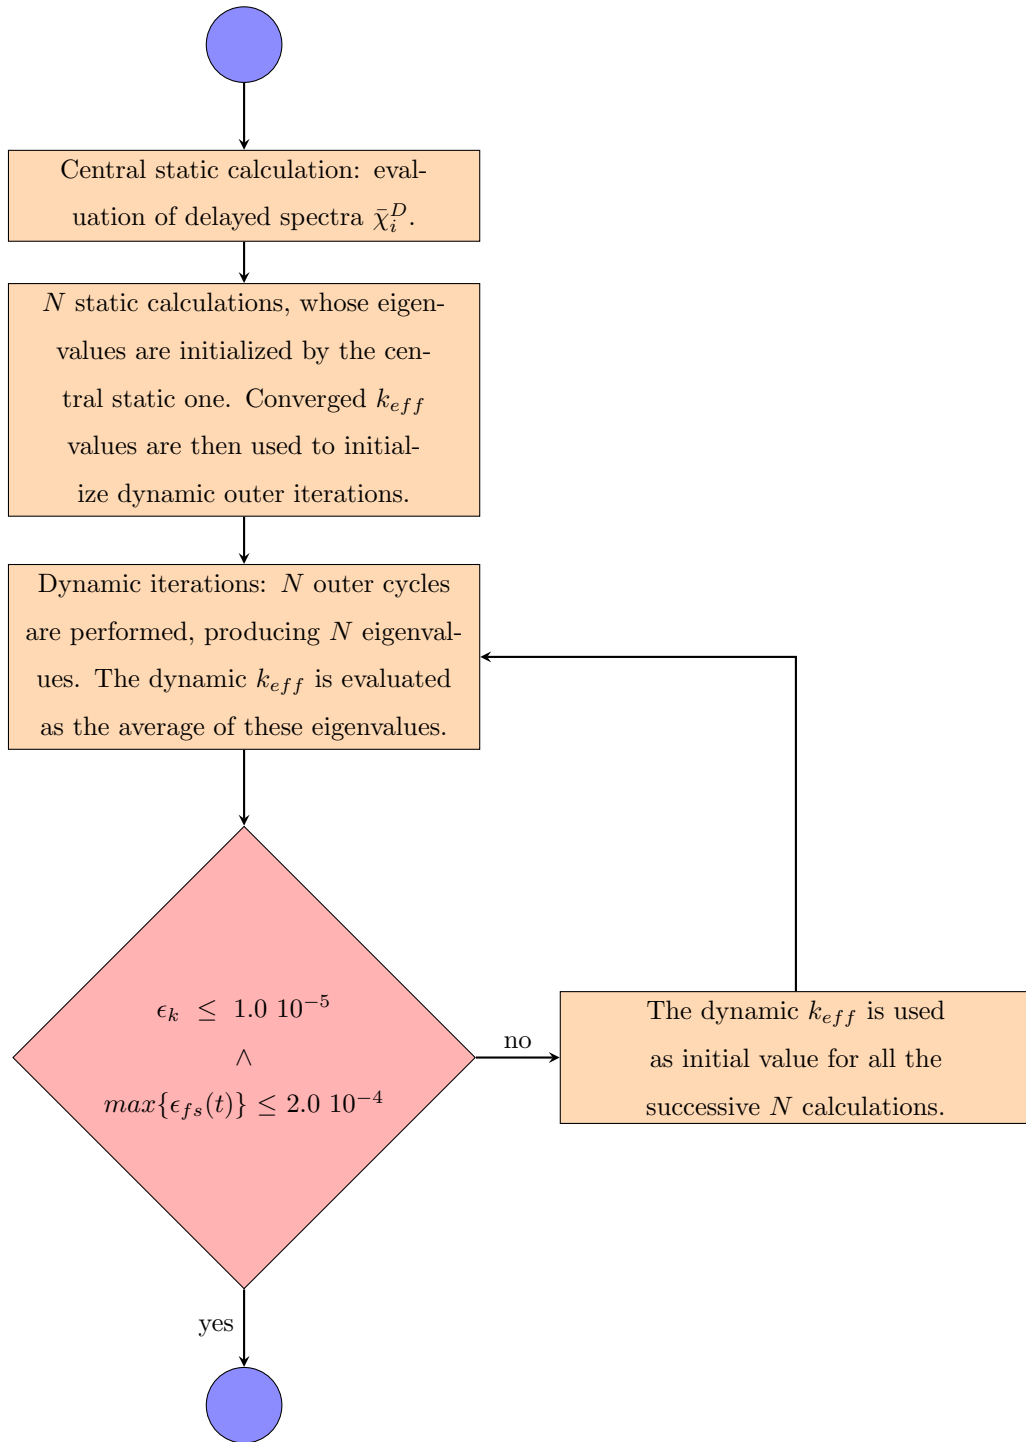 Central static calculation: eval-
uation of delayed spectra $\bar{\chi}_i^D$.
$N$ static calculations, whose eigen-
values are initialized by the cen-
tral static one. Converged $k_{eff}$
values are then used to initial-
ize dynamic outer iterations.
Dynamic iterations: $N$ outer cycles
are performed, producing $N$ eigenval-
ues. The dynamic $k_{eff}$ is evaluated
as the average of these eigenvalues.
$\epsilon_k \leq 1.0\ 10^{-5}$
$\wedge$
$max\{\epsilon_{fs}(t)\} \leq 2.0\ 10^{-4}$
no
The dynamic $k_{eff}$ is used
as initial value for all the
successive $N$ calculations.
yes